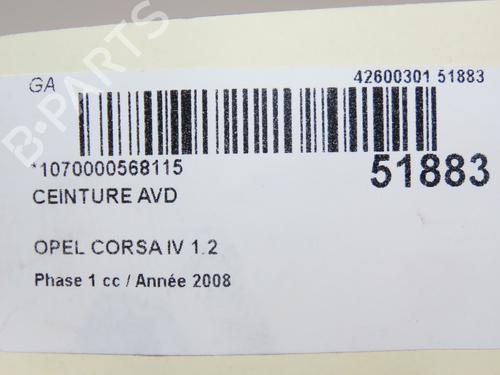 GA
42600301 51883
*1070000568115
51883
CEINTURE AVD
OPEL CORSA IV 1.2
Phase 1 cc / Année 2008
B-PARTS